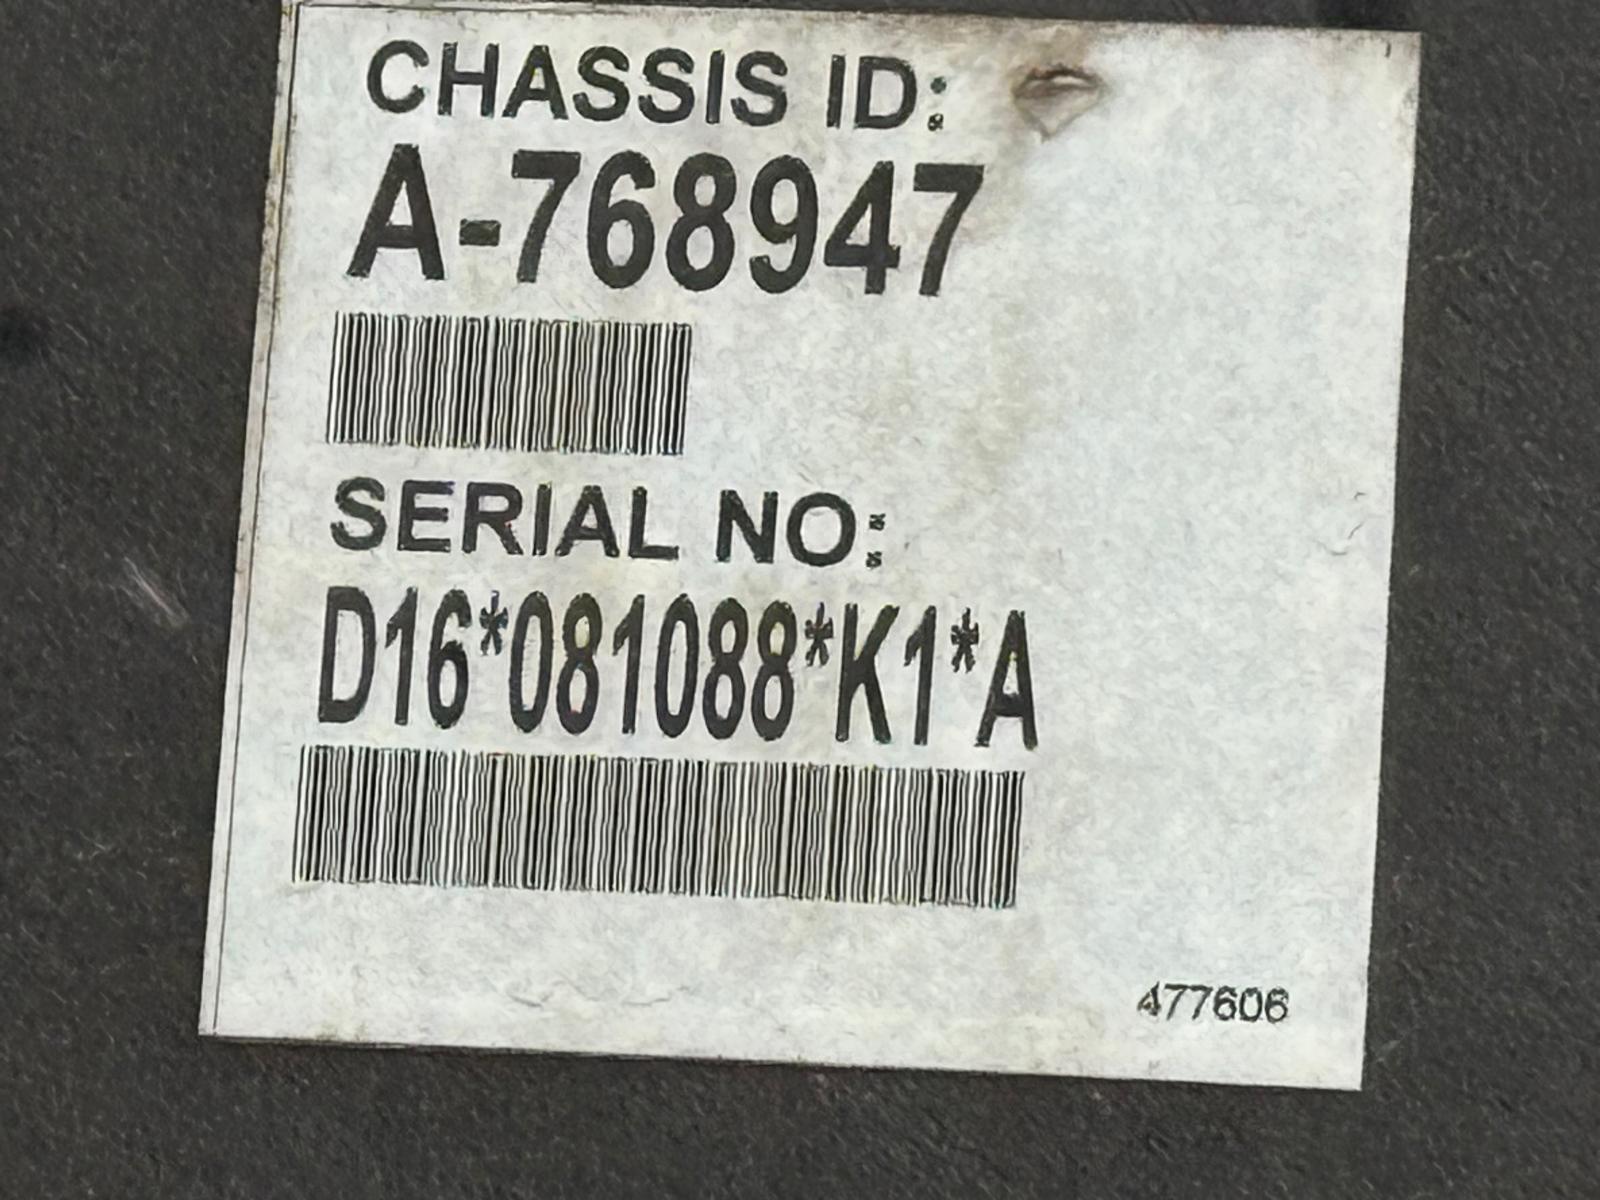 CHASSIS ID:
A-768947
SERIAL NO:
D16*081088*K1*A
477606